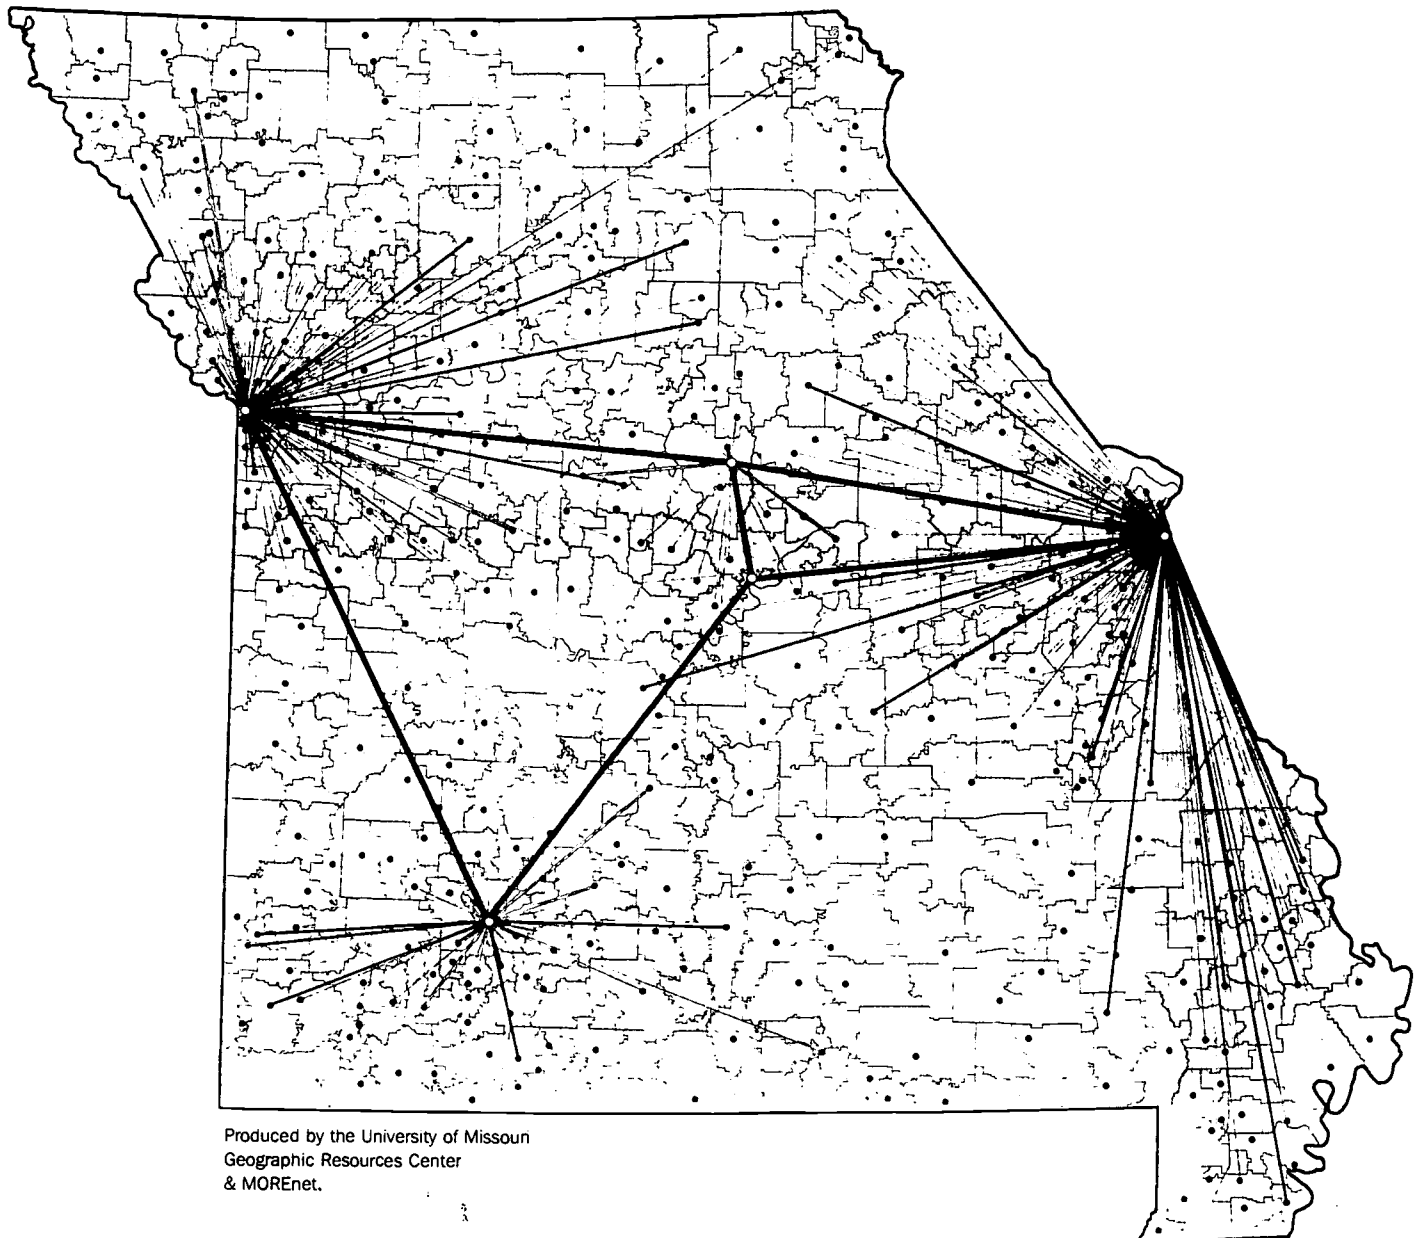 Produced by the University of Missoun
Geographic Resources Center
& MOREnet.